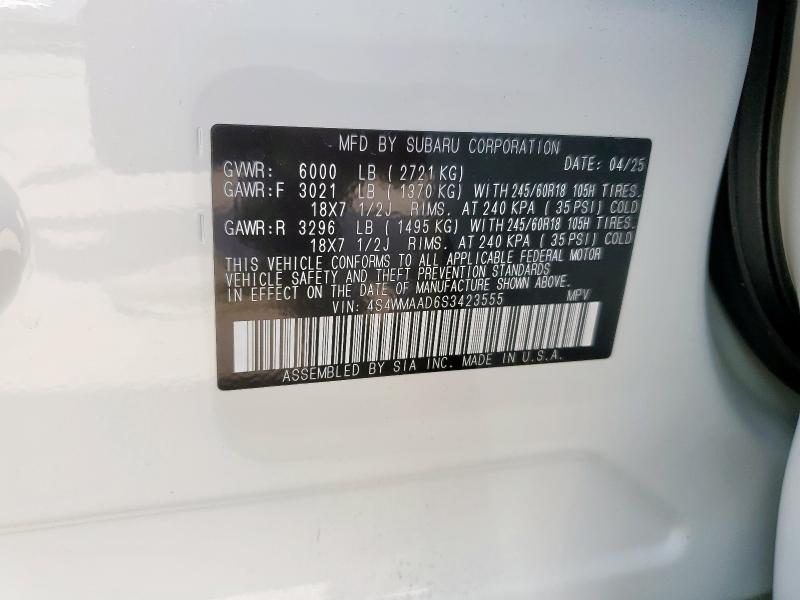 MFD BY SUBARU CORPORATION
GVWR: 6000 LB ( 2721 KG) DATE: 04/25
GAWR:F 3021 LB ( 1370 KG) WITH 245/60R18 105H TIRES.
18X7 1/2J RIMS. AT 240 KPA ( 35 PSI) COLD
GAWR:R 3296 LB ( 1495 KG) WITH 245/60R18 105H TIRES.
18X7 1/2J RIMS. AT 240 KPA ( 35 PSI) COLD
THIS VEHICLE CONFORMS TO ALL APPLICABLE FEDERAL MOTOR
VEHICLE SAFETY AND THEFT PREVENTION STANDARDS
IN EFFECT ON THE DATE OF MANUFACTURE SHOWN ABOVE.
VIN: 4S4WMAAD6S3423555 MPV
ASSEMBLED BY SIA INC. MADE IN U.S.A.